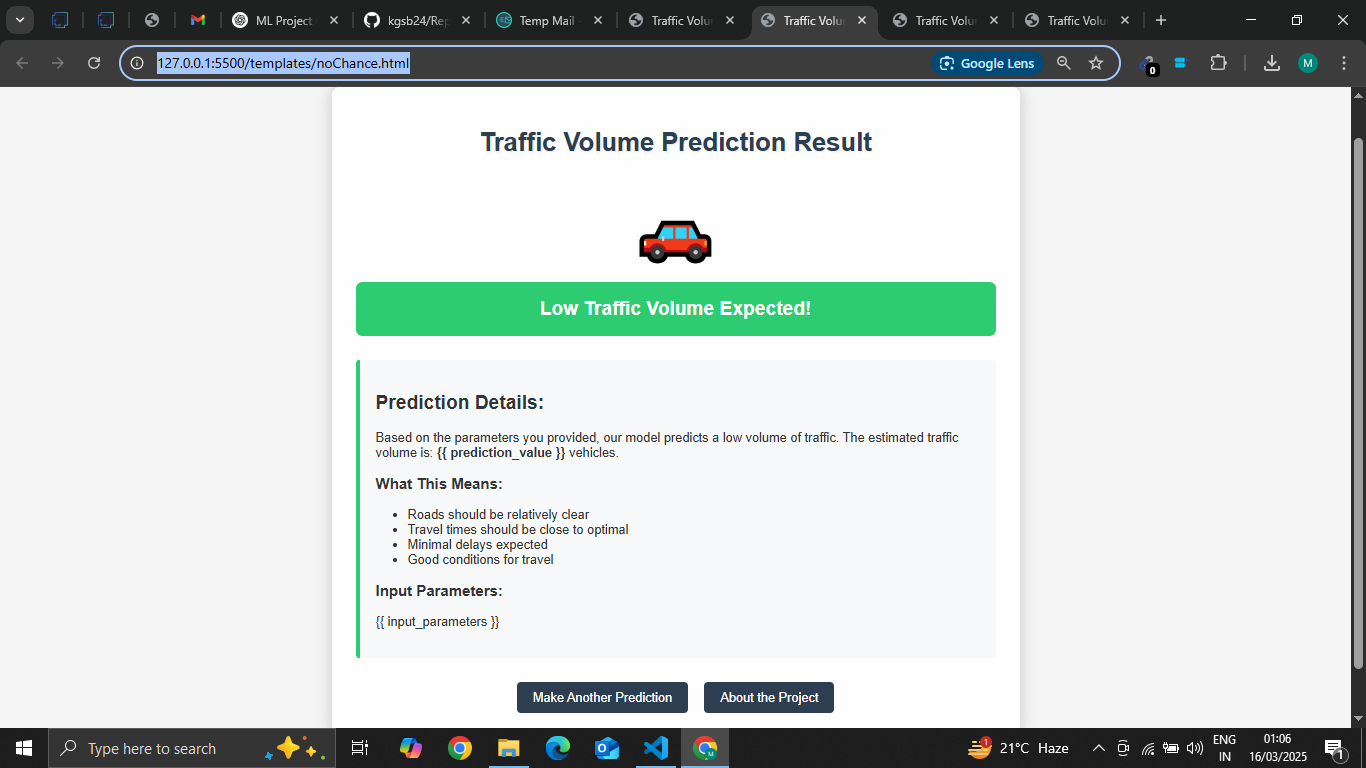 ML Project
kgsb24/Rep
Temp Mail
Traffic Volu
Traffic Volu
Traffic Volu
Traffic Volu
127.0.0.1:5500/templates/noChance.html
Google Lens
0
M
Traffic Volume Prediction Result
Low Traffic Volume Expected!
Prediction Details:
Based on the parameters you provided, our model predicts a low volume of traffic. The estimated traffic
volume is: {{ prediction_value }} vehicles.
What This Means:
• Roads should be relatively clear
• Travel times should be close to optimal
• Minimal delays expected
• Good conditions for travel
Input Parameters:
{{ input_parameters }}
Make Another Prediction
About the Project
Type here to search
1
21°C Haze
ENG
IN
01:06
16/03/2025
1